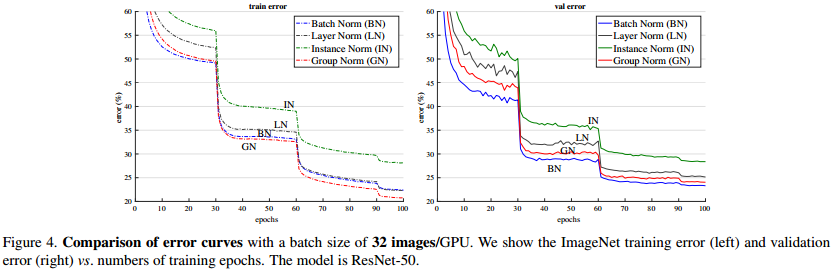 train error
60
55
50
45
40
35
30
25
20
error (%)
0 10 20 30 40 50 60 70 80 90 100
epochs
Batch Norm (BN)
Layer Norm (LN)
Instance Norm (IN)
Group Norm (GN)
IN
LN
BN
GN
val error
60
55
50
45
40
35
30
25
20
error (%)
0 10 20 30 40 50 60 70 80 90 100
epochs
Batch Norm (BN)
Layer Norm (LN)
Instance Norm (IN)
Group Norm (GN)
IN
LN
GN
BN
Figure 4. Comparison of error curves with a batch size of 32 images/GPU. We show the ImageNet training error (left) and validation
error (right) vs. numbers of training epochs. The model is ResNet-50.